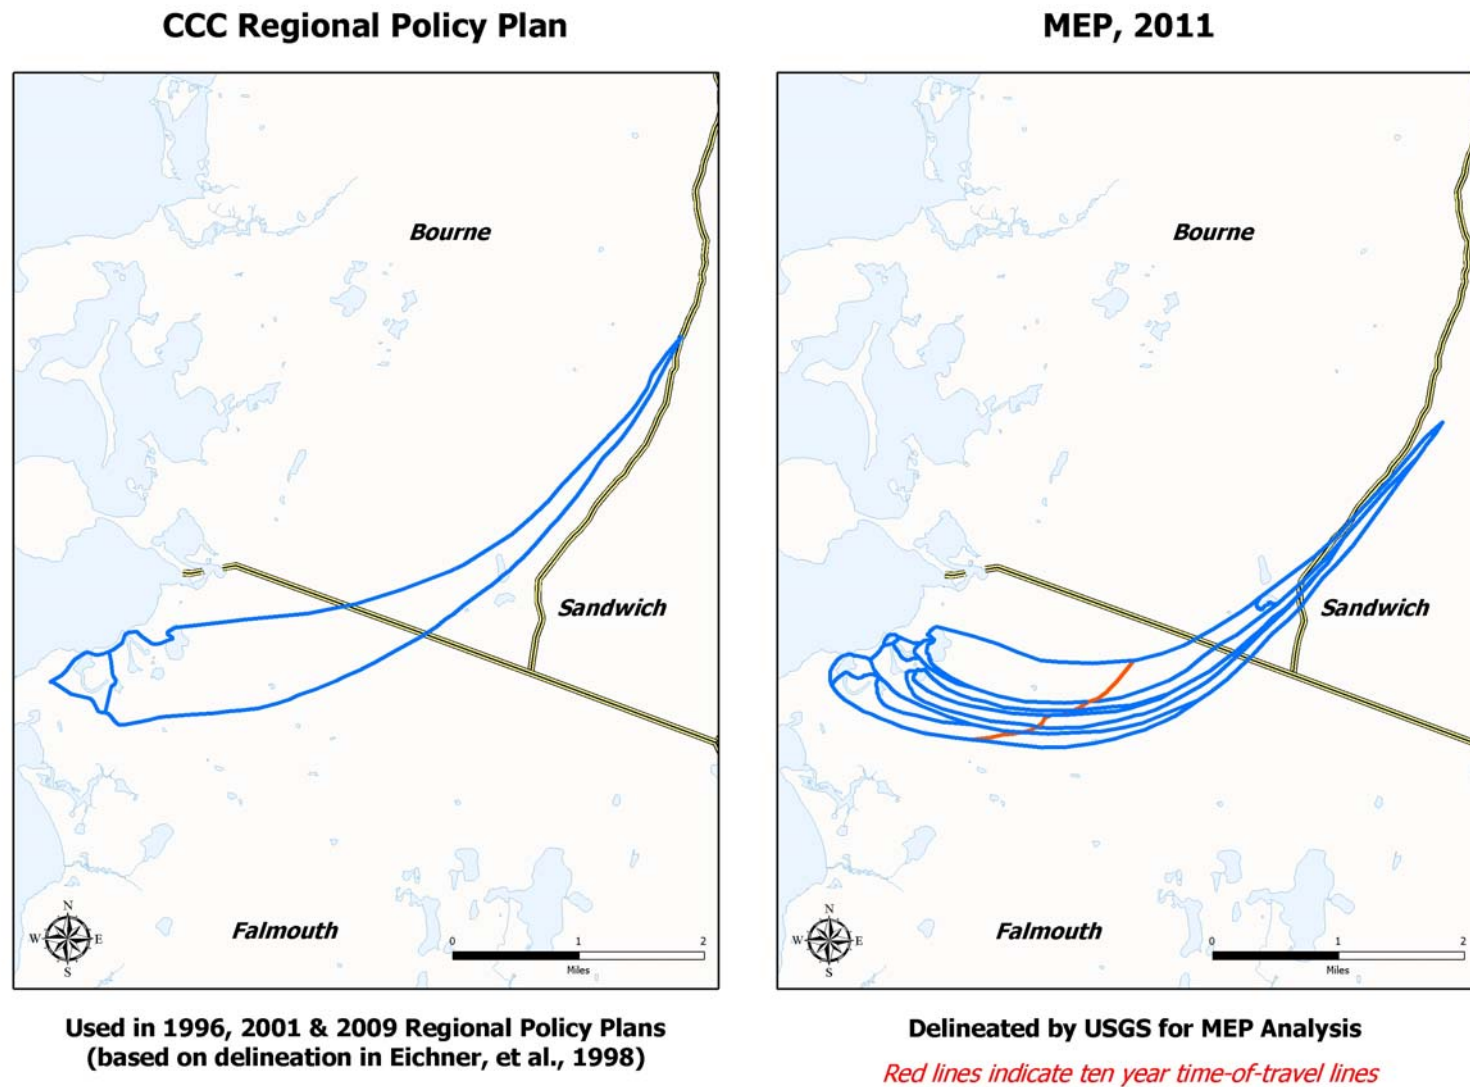 CCC Regional Policy Plan
Bourne
Sandwich
Falmouth
N
W E
S
0 1 2
Miles
Used in 1996, 2001 & 2009 Regional Policy Plans
(based on delineation in Eichner, et al., 1998)
MEP, 2011
Bourne
Sandwich
Falmouth
N
W E
S
0 1 2
Miles
Delineated by USGS for MEP Analysis
Red lines indicate ten year time-of-travel lines